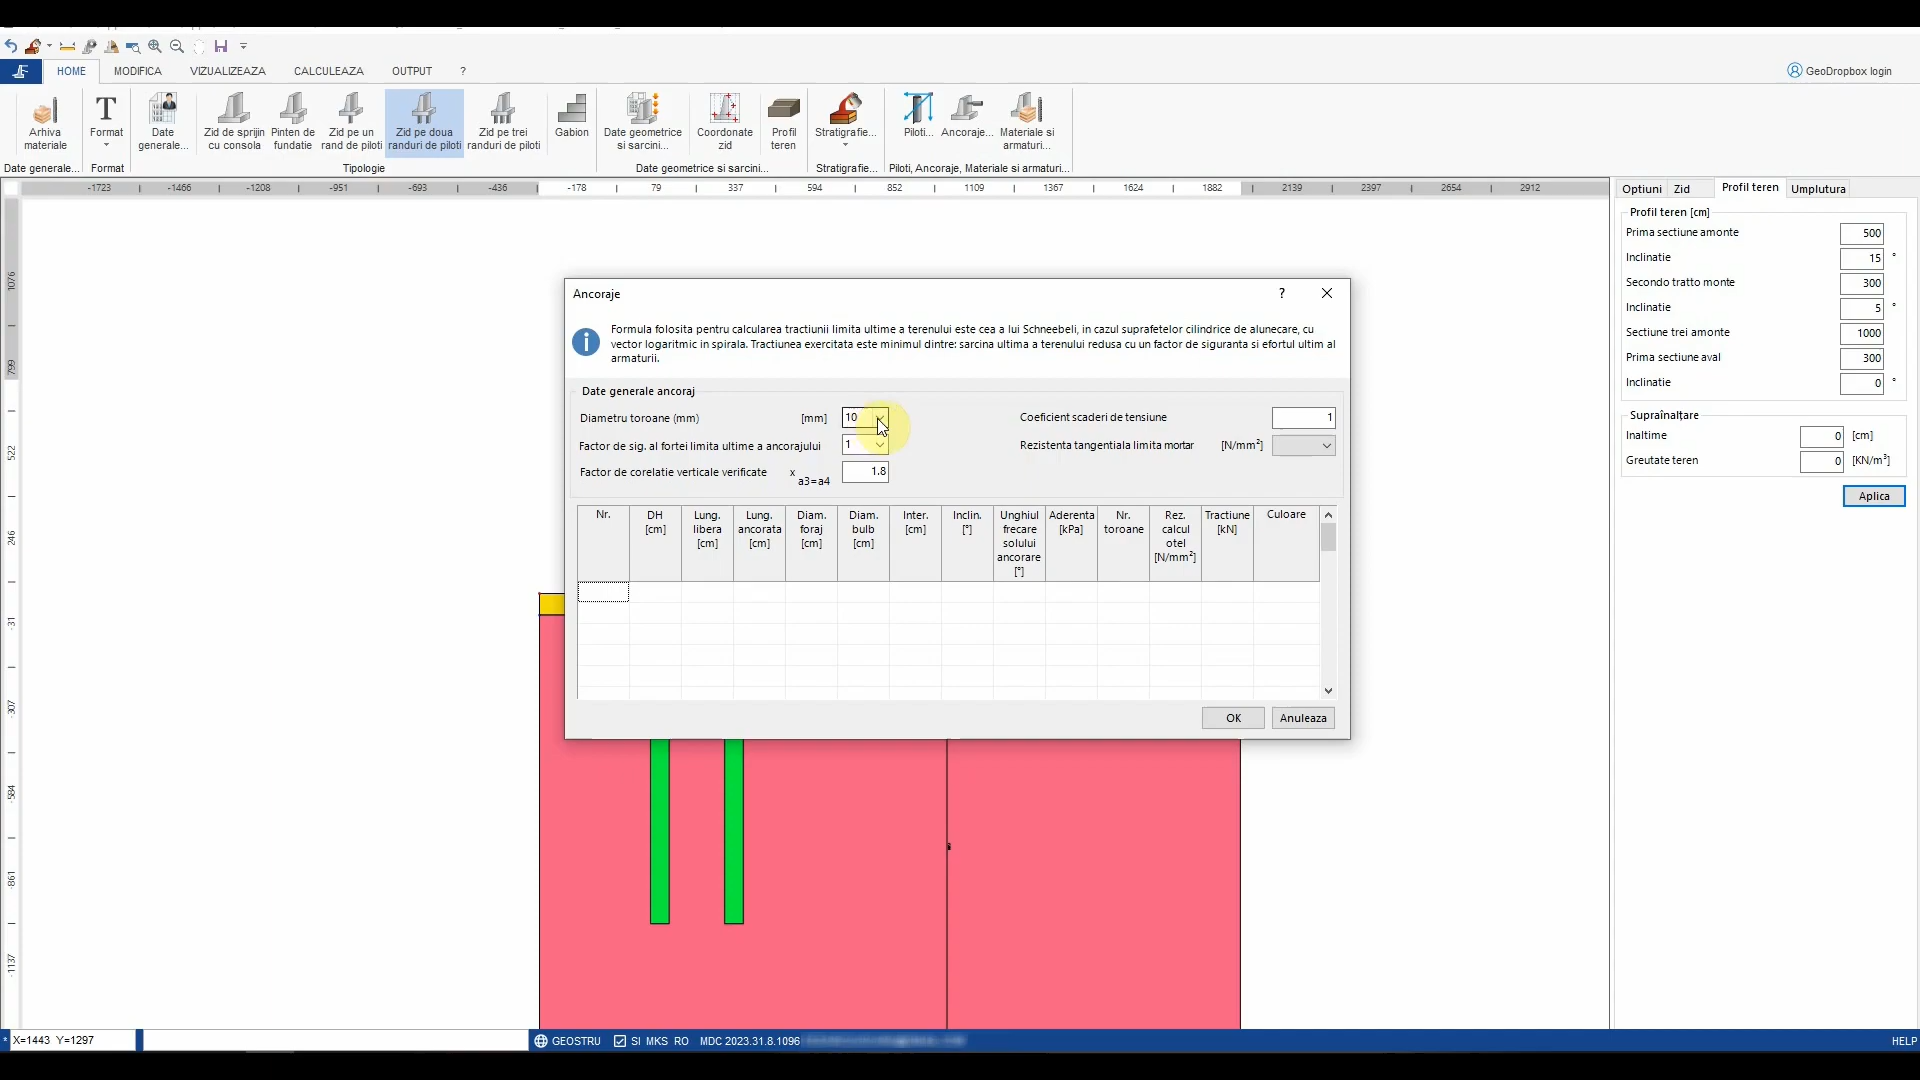 HOME MODIFICA VIZUALIZEAZA CALCULEAZA OUTPUT ?
GeoDropbox login
Arhiva materiale
Format
Date generale...
Zid de sprijin cu consola
Pinten de fundatie
Zid pe un rand de piloti
Zid pe doua randuri de piloti
Zid pe trei randuri de piloti
Gabion
Date geometrice si sarcini...
Coordonate zid
Profil teren
Stratigrafie...
Piloti...
Ancoraje...
Materiale si armaturi...
Date generale... Format Tipologie Date geometrice si sarcini... Stratigrafie... Piloti, Ancoraje, Materiale si armaturi...
-1723 -1466 -1208 -951 -693 -436 -178 79 337 594 852 1109 1367 1624 1882 2139 2397 2654 2912
1076
799
522
246
-31
-307
-584
-861
-1137
Optiuni Zid Profil teren Umplutura
Profil teren [cm]
Prima sectiune amonte 500
Inclinatie 15 °
Secondo tratto monte 300
Inclinatie 5 °
Sectiune trei amonte 1000
Prima sectiune aval 300
Inclinatie 0 °
Supraînalțare
Inaltime 0 [cm]
Greutate teren 0 [KN/m³]
Aplica
Ancoraje ?
Formula folosita pentru calcularea tractiunii limita ultime a terenului este cea a lui Schneebeli, in cazul suprafetelor cilindrice de alunecare, cu
vector logaritmic in spirala. Tractiunea exercitata este minimul dintre: sarcina ultima a terenului redusa cu un factor de siguranta si efortul ultim al
armaturii.
Date generale ancoraj
Diametru toroane (mm) [mm] 10
Coeficient scaderi de tensiune 1
Factor de sig. al fortei limita ultime a ancorajului 1
Rezistenta tangentiala limita mortar [N/mm²]
Factor de corelatie verticale verificate x a3=a4 1.8
Nr.
DH [cm]
Lung. libera [cm]
Lung. ancorata [cm]
Diam. foraj [cm]
Diam. bulb [cm]
Inter. [cm]
Inclin. [°]
Unghiul frecare solului ancorare [°]
Aderenta [kPa]
Nr. toroane
Rez. calcul otel [N/mm²]
Tractiune [kN]
Culoare
OK Anuleaza
* X=1443 Y=1297
GEOSTRU SI MKS RO MDC 2023.31.8.1096
HELP